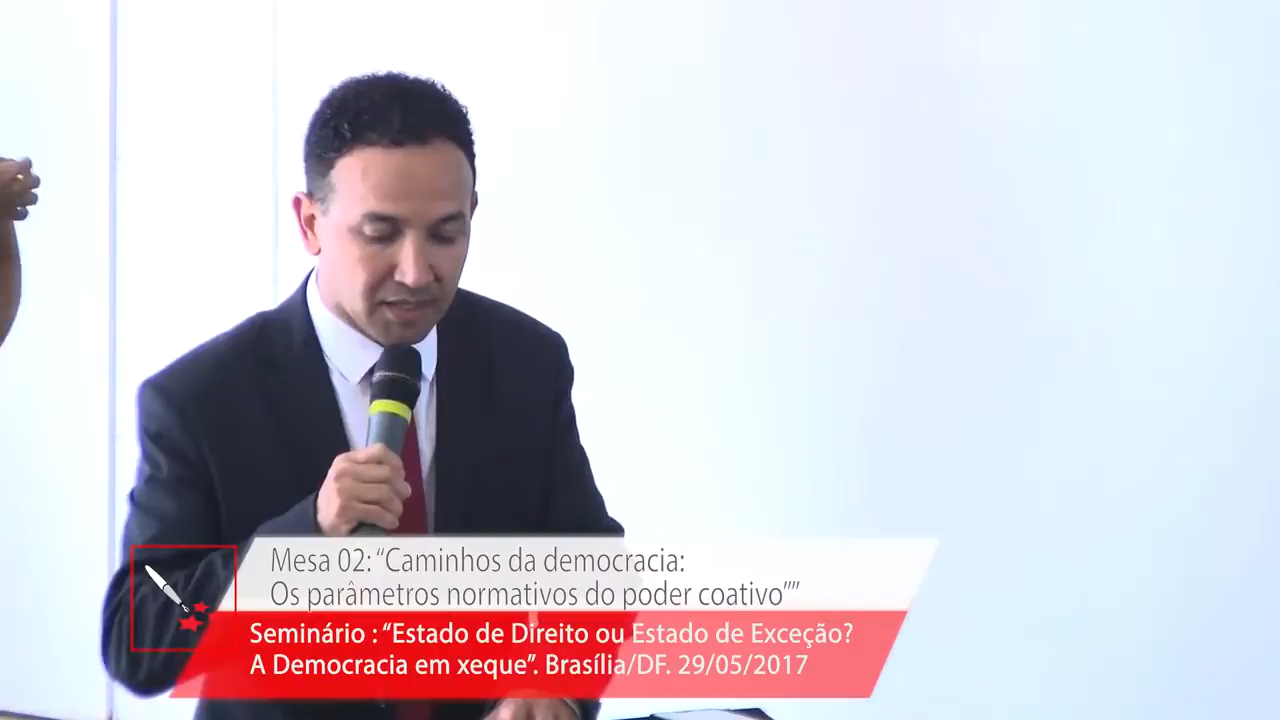 Mesa 02: “Caminhos da democracia:
Os parâmetros normativos do poder coativo””
Seminário : “Estado de Direito ou Estado de Exceção?
A Democracia em xeque”. Brasília/DF. 29/05/2017